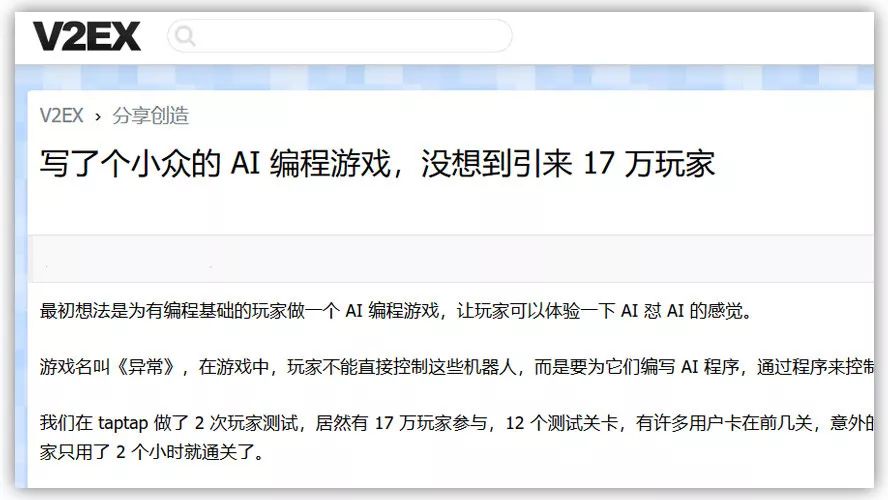 V2EX
V2EX › 分享创造
写了个小众的 AI 编程游戏，没想到引来 17 万玩家
最初想法是为有编程基础的玩家做一个 AI 编程游戏，让玩家可以体验一下 AI 怼 AI 的感觉。
游戏名叫《异常》，在游戏中，玩家不能直接控制这些机器人，而是要为它们编写 AI 程序，通过程序来控制
我们在 taptap 做了 2 次玩家测试，居然有 17 万玩家参与，12 个测试关卡，有许多用户卡在前几关，意外的
家只用了 2 个小时就通关了。